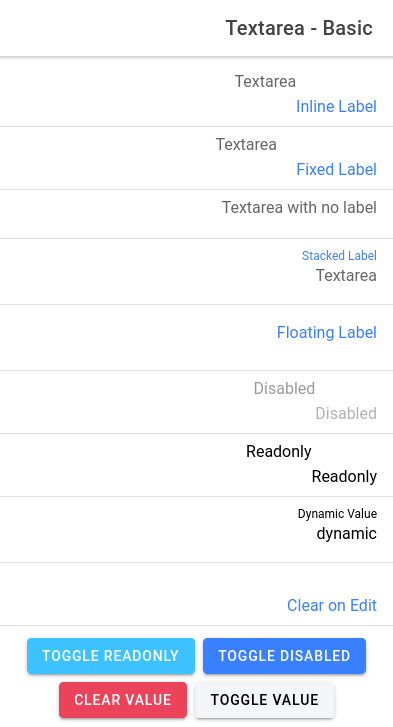 Textarea - Basic
Textarea
Inline Label
Textarea
Fixed Label
Textarea with no label
Stacked Label
Textarea
Floating Label
Disabled
Disabled
Readonly
Readonly
Dynamic Value
dynamic
Clear on Edit
TOGGLE READONLY TOGGLE DISABLED
CLEAR VALUE TOGGLE VALUE